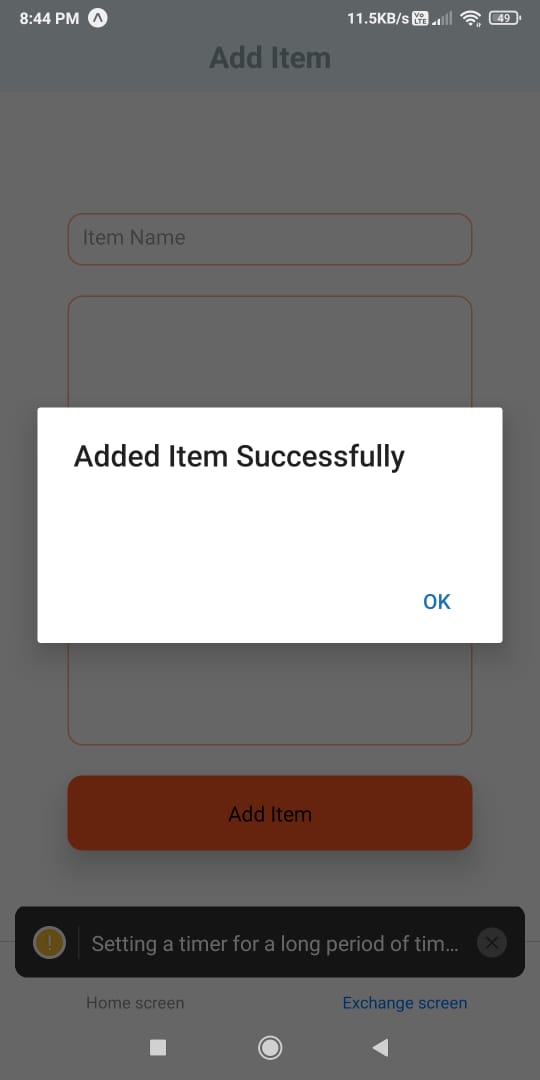 8:44 PM
11.5KB/s Vo LTE 49
Add Item
Item Name
Added Item Successfully
OK
Add Item
! Setting a timer for a long period of tim...
Home screen
Exchange screen